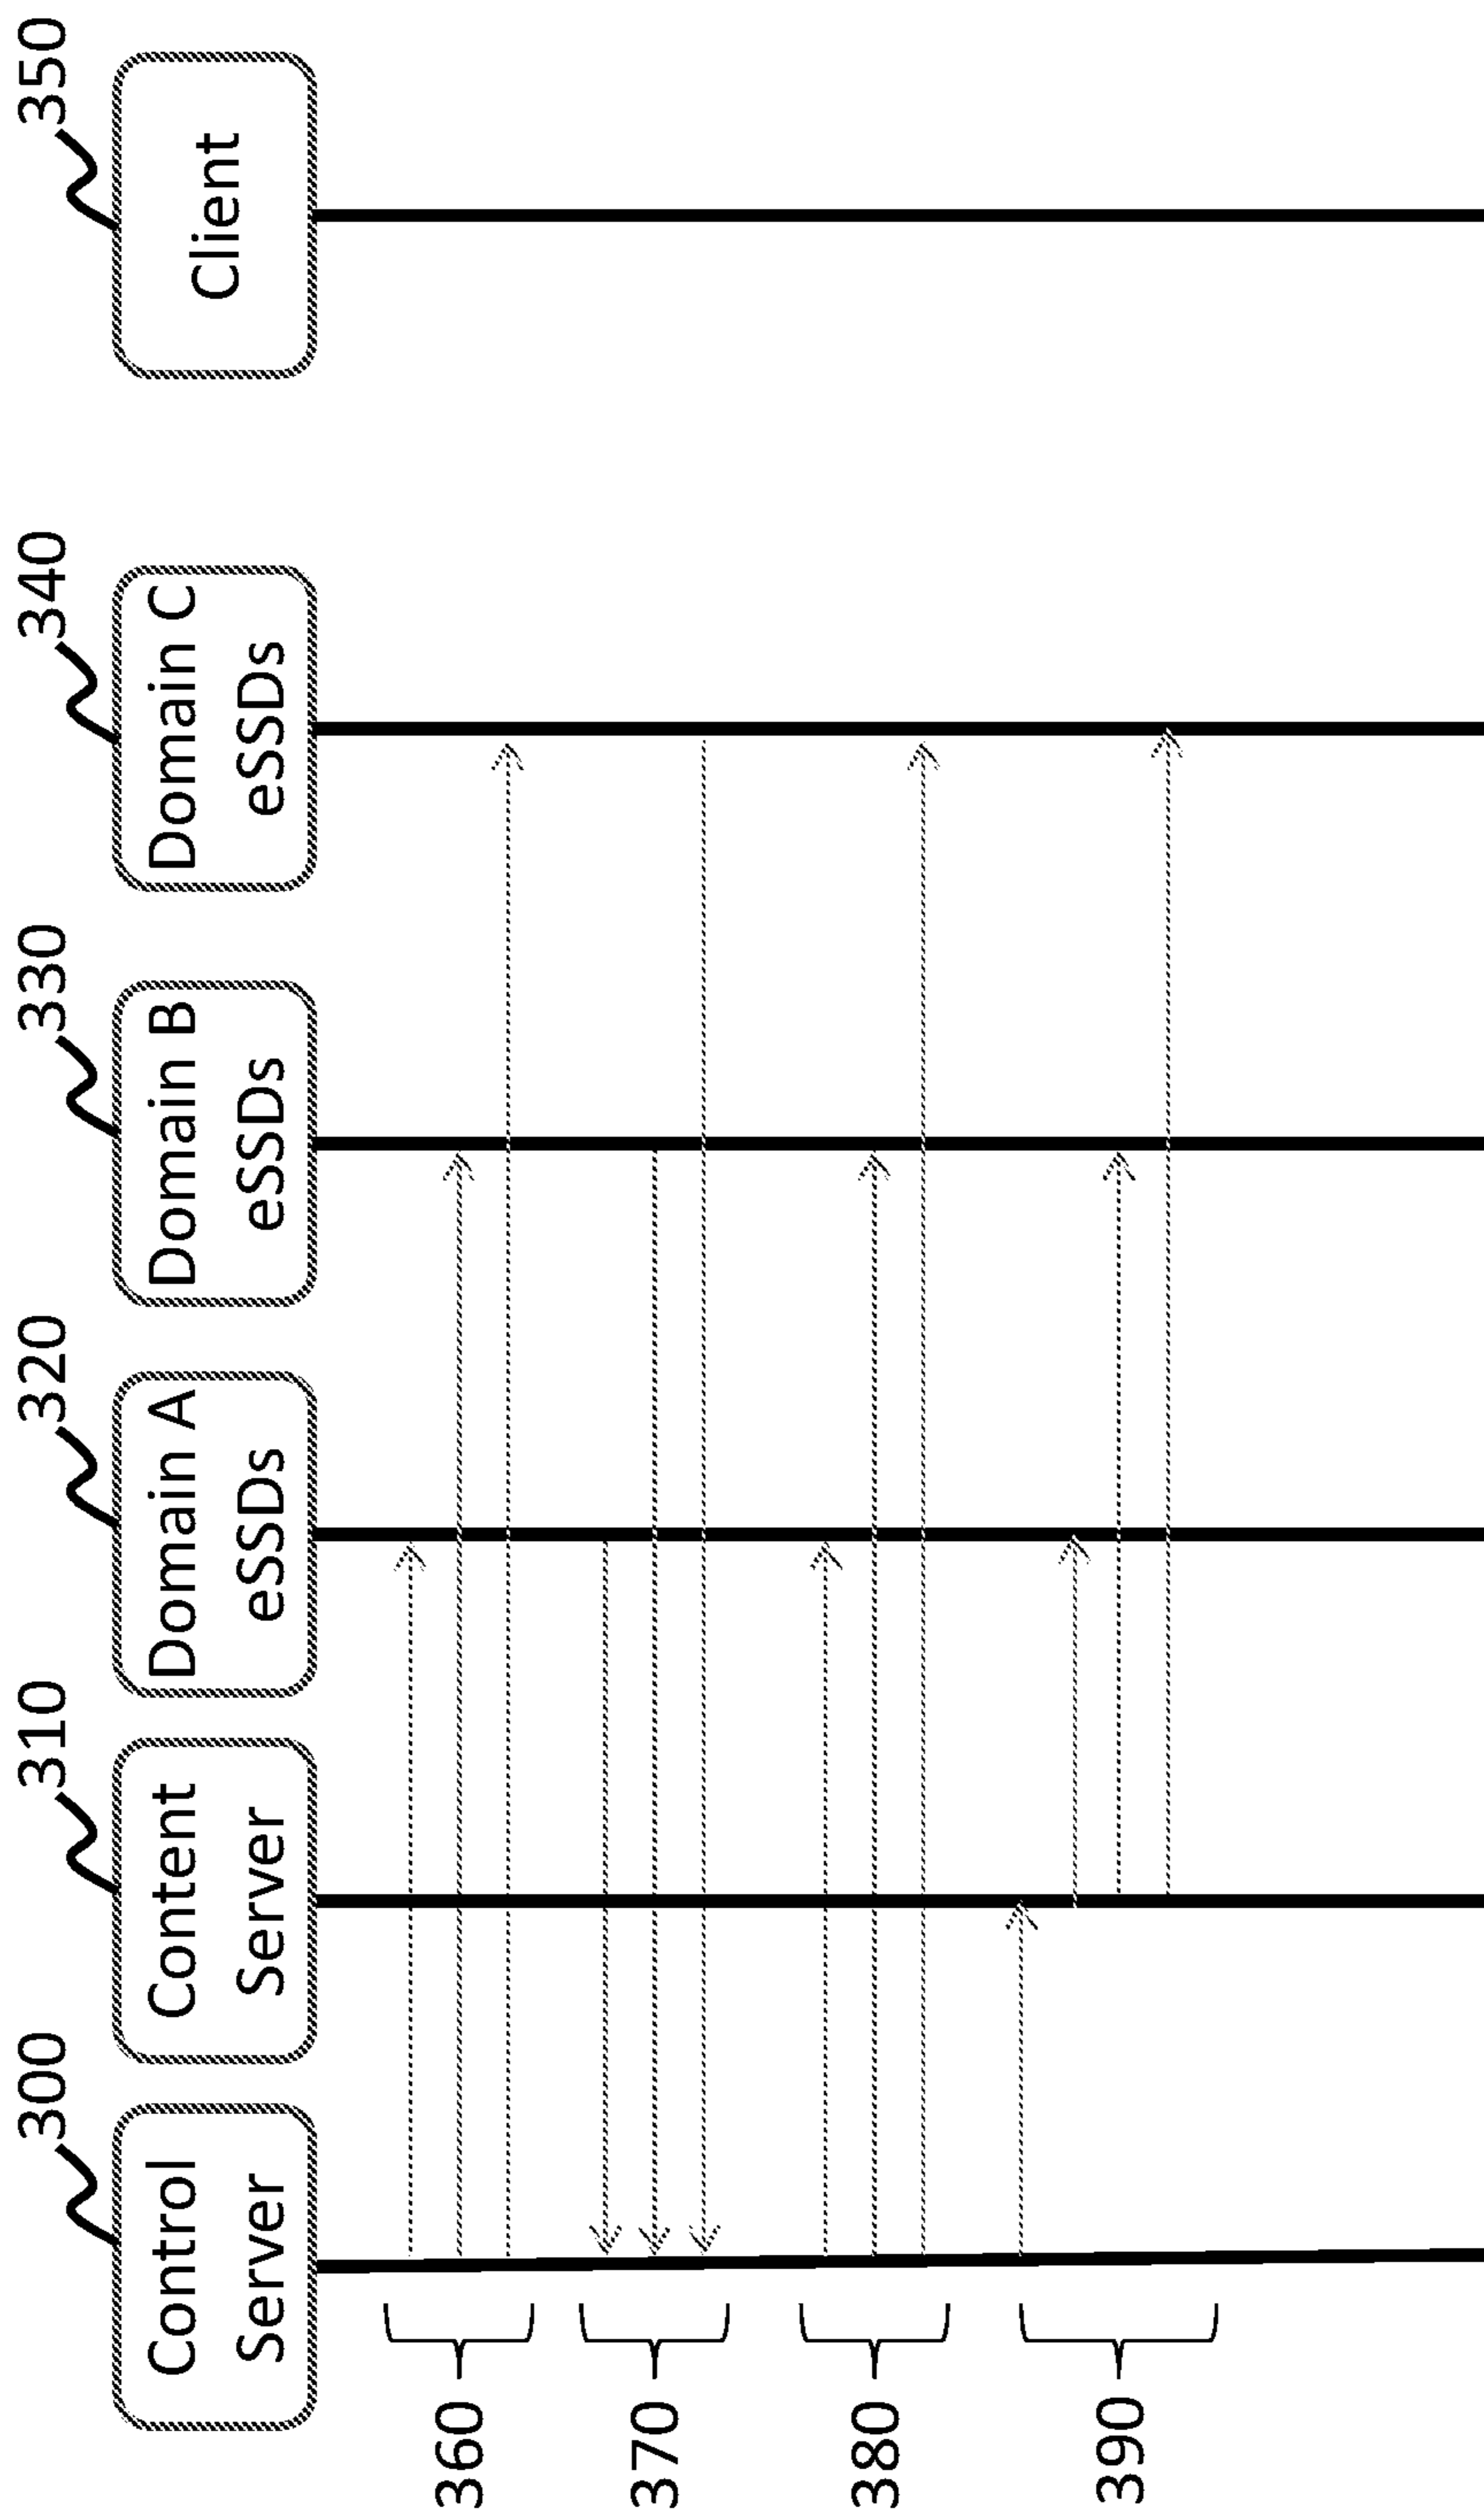 300
310
320
330
340
350
Control
Server
Content
Server
Domain A
eSSDs
Domain B
eSSDs
Domain C
eSSDs
Client
360
370
380
390